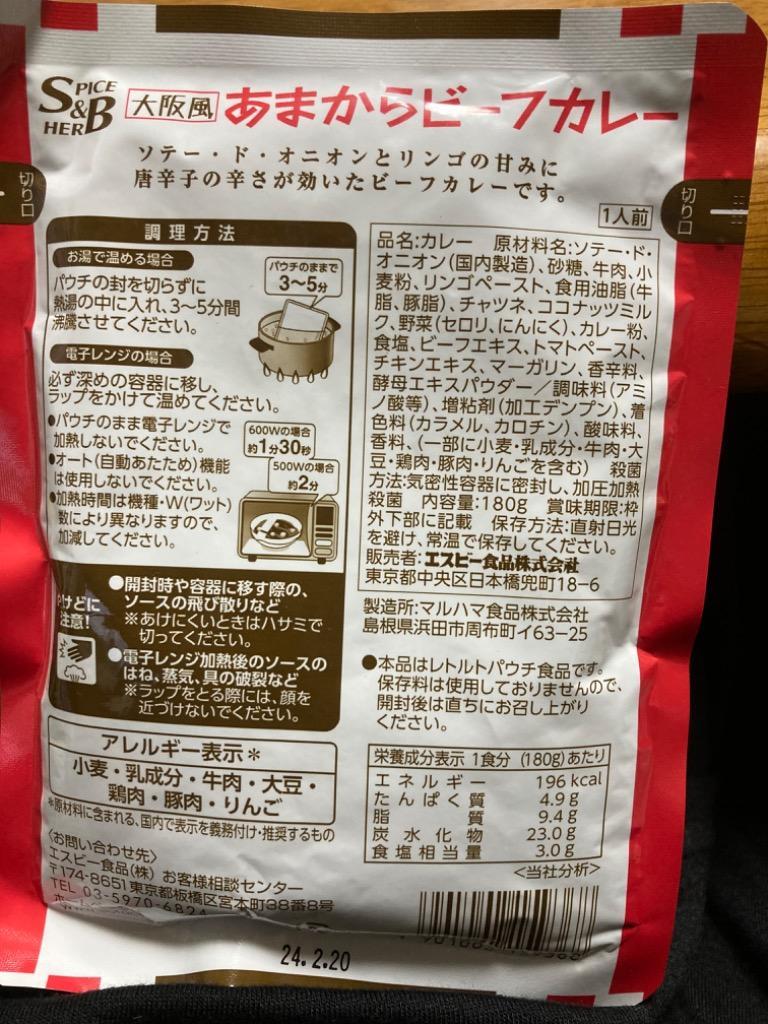 SPICE
S&B
HERB
大阪風 あまからビーフカレー
ソテー・ド・オニオンとリンゴの甘みに
唐辛子の辛さが効いたビーフカレーです。
切り口
切り口
1人前
調理方法
お湯で温める場合
パウチの封を切らずに
熱湯の中に入れ、3〜5分間
沸騰させてください。
パウチのままで
3〜5分
電子レンジの場合
必ず深めの容器に移し、
ラップをかけて温めてください。
●パウチのまま電子レンジで
加熱しないでください。
●オート(自動あたため)機能
は使用しないでください。
●加熱時間は機種・W(ワット)
数により異なりますので、
加減してください。
600Wの場合
約1分30秒
500Wの場合
約2分
やけどに
注意!
●開封時や容器に移す際の、
ソースの飛び散りなど
※あけにくいときはハサミで
切ってください。
●電子レンジ加熱後のソースの
はね、蒸気、具の破裂など
※ラップをとる際には、顔を
近づけないでください。
アレルギー表示*
小麦・乳成分・牛肉・大豆・
鶏肉・豚肉・りんご
*原材料に含まれる、国内で表示を義務付け・推奨するもの
〈お問い合わせ先〉
エスビー食品(株) お客様相談センター
〒174-8651 東京都板橋区宮本町38番8号
TEL 03-5970-6824
品名:カレー 原材料名:ソテー・ド・
オニオン(国内製造)、砂糖、牛肉、小
麦粉、リンゴペースト、食用油脂(牛
脂、豚脂)、チャツネ、ココナッツミル
ク、野菜(セロリ、にんにく)、カレー粉、
食塩、ビーフエキス、トマトペースト、
チキンエキス、マーガリン、香辛料、
酵母エキスパウダー/調味料(アミ
ノ酸等)、増粘剤(加工デンプン)、着
色料(カラメル、カロチン)、酸味料、
香料、(一部に小麦・乳成分・牛肉・大
豆・鶏肉・豚肉・りんごを含む) 殺菌
方法:気密性容器に密封し、加圧加熱
殺菌 内容量:180g 賞味期限:枠
外下部に記載 保存方法:直射日光
を避け、常温で保存してください。
販売者:エスビー食品株式会社
東京都中央区日本橋兜町18-6
製造所:マルハマ食品株式会社
島根県浜田市周布町イ63-25
●本品はレトルトパウチ食品です。
保存料は使用しておりませんので、
開封後は直ちにお召し上がり
ください。
栄養成分表示 1食分(180g)あたり
エネルギー 196kcal
たんぱく質 4.9g
脂質 9.4g
炭水化物 23.0g
食塩相当量 3.0g
〈当社分析〉
24.2.20